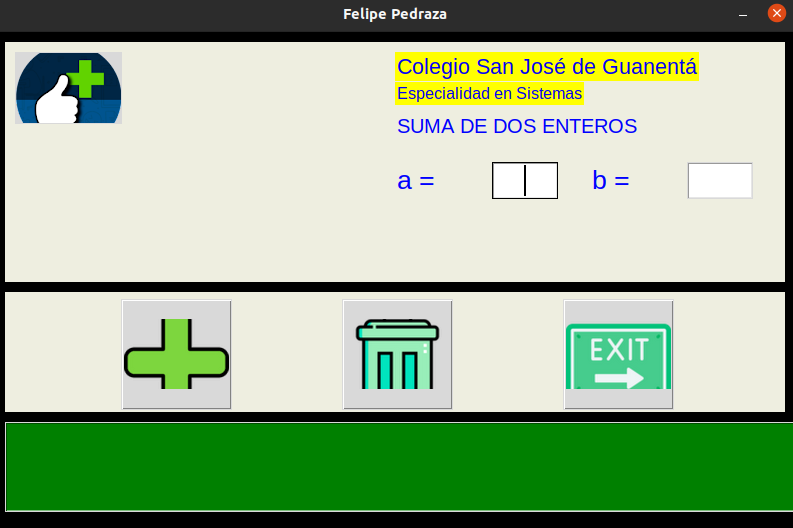 Felipe Pedraza
Colegio San José de Guanentá
Especialidad en Sistemas
SUMA DE DOS ENTEROS
a = b =
EXIT